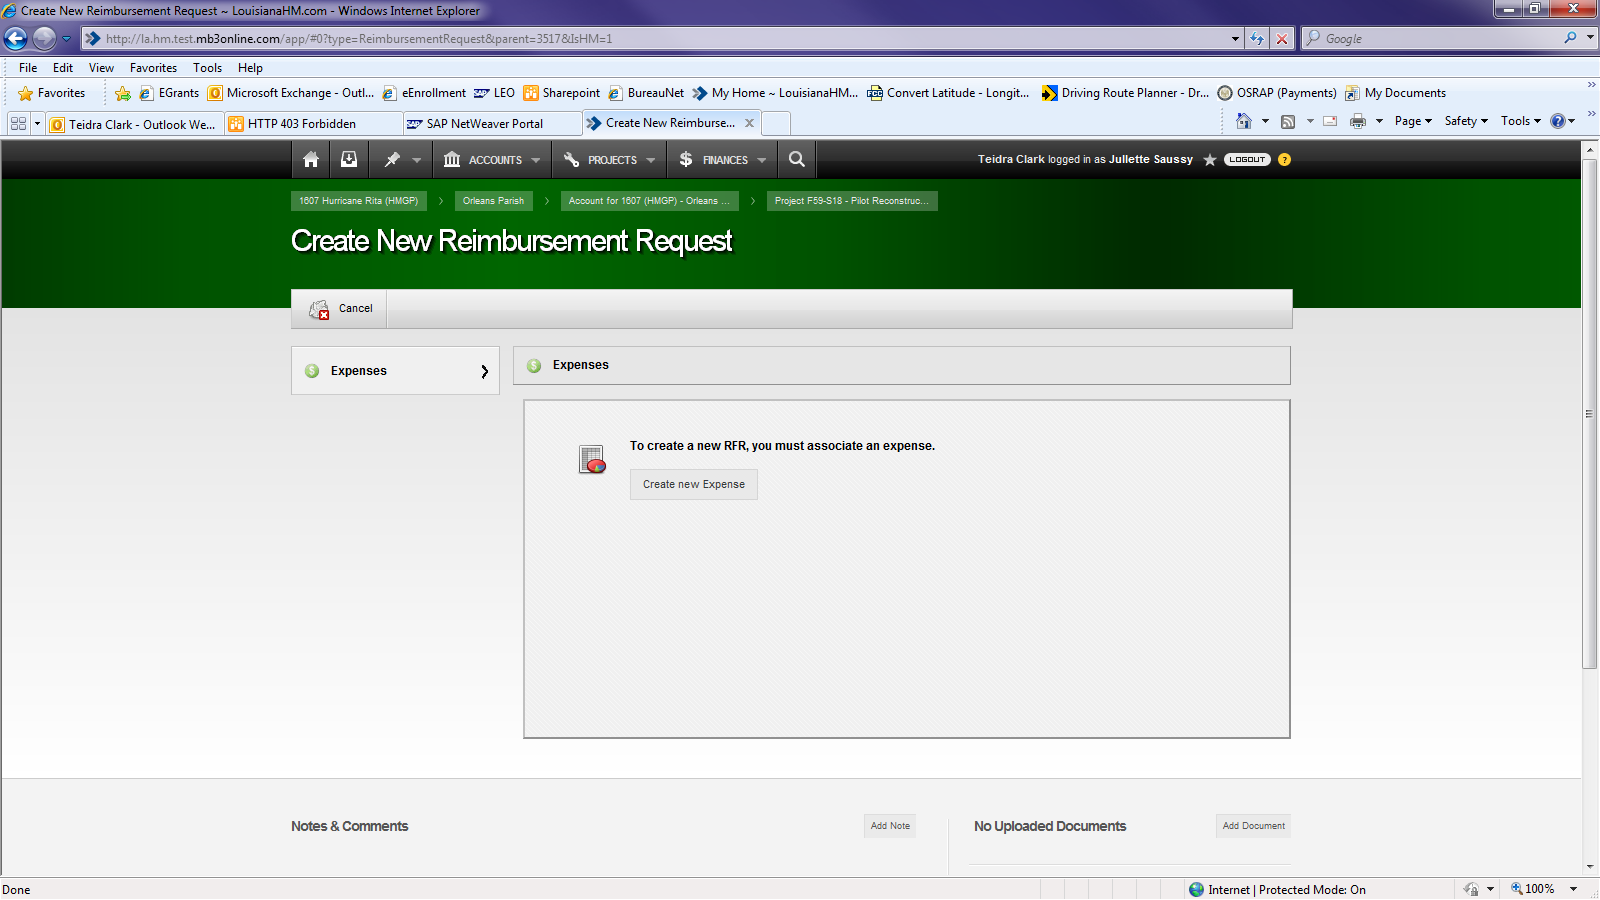 Create New Reimbursement Request ~ LouisianaHM.com - Windows Internet Explorer
http://la.hm.test.mb3online.com/app/#0?type=ReimbursementRequest&parent=3517&IsHM=1
Google
File Edit View Favorites Tools Help
Favorites EGrants Microsoft Exchange - Outl... eEnrollment LEO Sharepoint BureauNet My Home ~ LouisianaHM... Convert Latitude - Longit... Driving Route Planner - Dr... OSRAP (Payments) My Documents
Teidra Clark - Outlook We... HTTP 403 Forbidden SAP NetWeaver Portal Create New Reimburse... Page Safety Tools
ACCOUNTS PROJECTS FINANCES Teidra Clark logged in as Jullette Saussy LOGOUT ?
1607 Hurricane Rita (HMGP) Orleans Parish Account for 1607 (HMGP) - Orleans ... Project F59-S18 - Pilot Reconstruc...
Create New Reimbursement Request
Cancel
Expenses
Expenses
To create a new RFR, you must associate an expense.
Create new Expense
Notes & Comments Add Note No Uploaded Documents Add Document
Done Internet | Protected Mode: On 100%